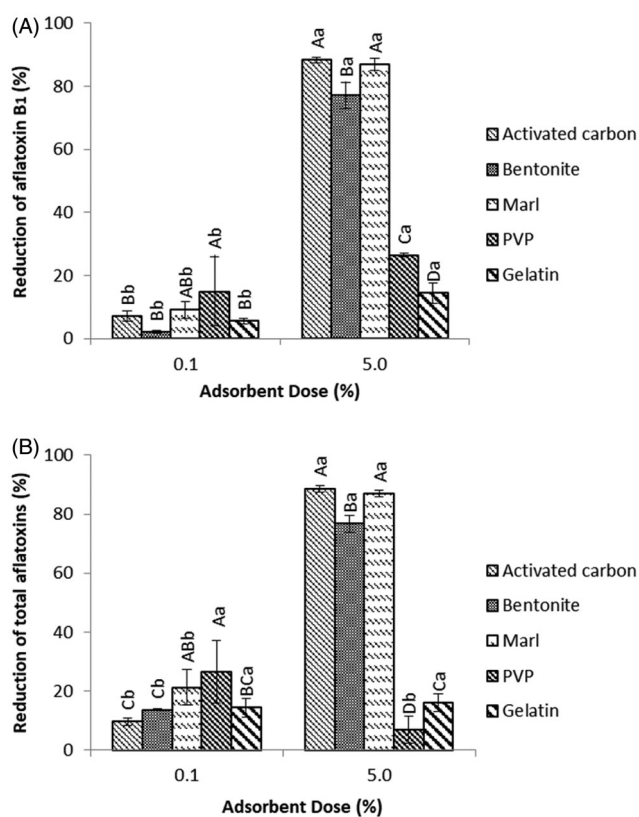 (A)
Reduction of aflatoxin B1 (%)
100
80
60
40
20
0
Bb
Bb
ABb
Ab
Bb
Aa
Ba
Aa
Ca
Da
0.1
5.0
Adsorbent Dose (%)
Activated carbon
Bentonite
Marl
PVP
Gelatin
(B)
Reduction of total aflatoxins (%)
100
80
60
40
20
0
Cb
Cb
ABb
Aa
BCa
Aa
Ba
Aa
Db
Ca
0.1
5.0
Adsorbent Dose (%)
Activated carbon
Bentonite
Marl
PVP
Gelatin